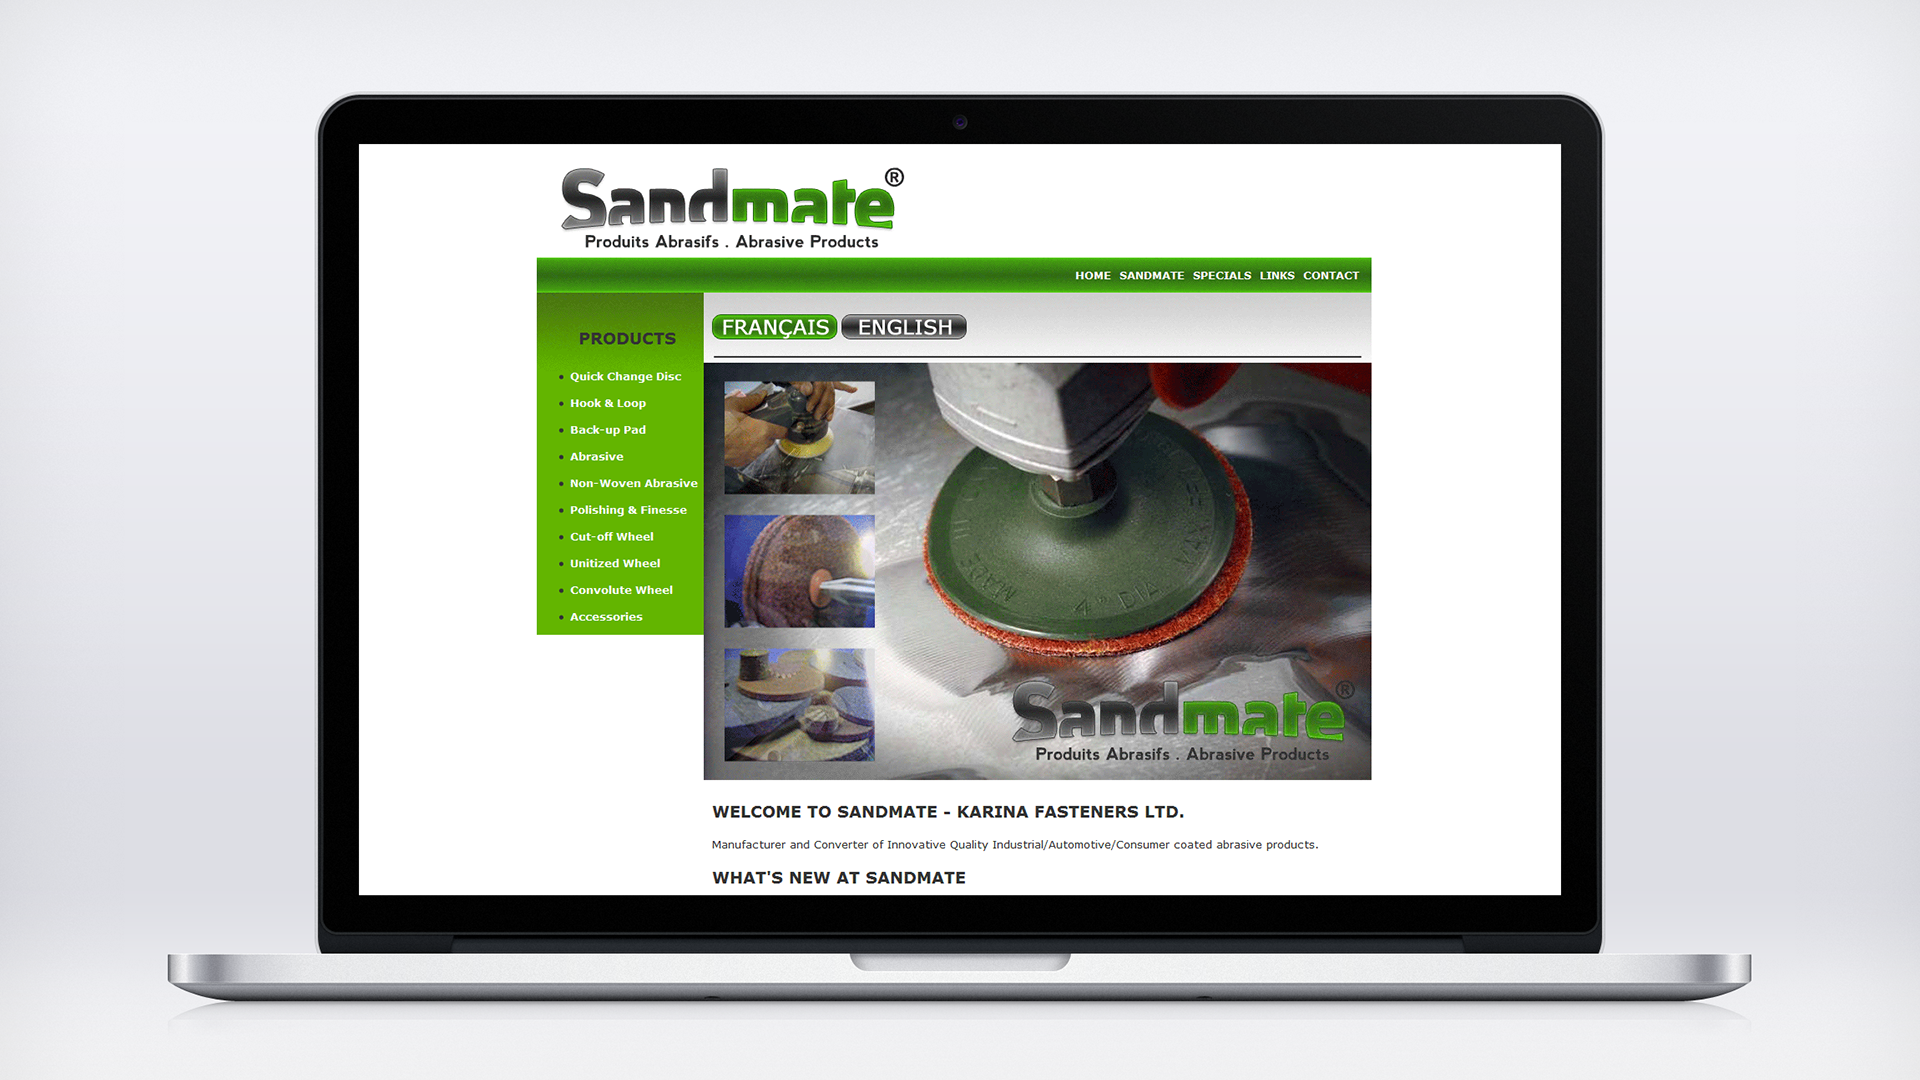 Sandmate®
Produits Abrasifs . Abrasive Products
HOME SANDMATE SPECIALS LINKS CONTACT
PRODUCTS
• Quick Change Disc
• Hook & Loop
• Back-up Pad
• Abrasive
• Non-Woven Abrasive
• Polishing & Finesse
• Cut-off Wheel
• Unitized Wheel
• Convolute Wheel
• Accessories
FRANÇAIS ENGLISH
MADE
4" DIA
Sandmate®
Produits Abrasifs . Abrasive Products
WELCOME TO SANDMATE - KARINA FASTENERS LTD.
Manufacturer and Converter of Innovative Quality Industrial/Automotive/Consumer coated abrasive products.
WHAT'S NEW AT SANDMATE